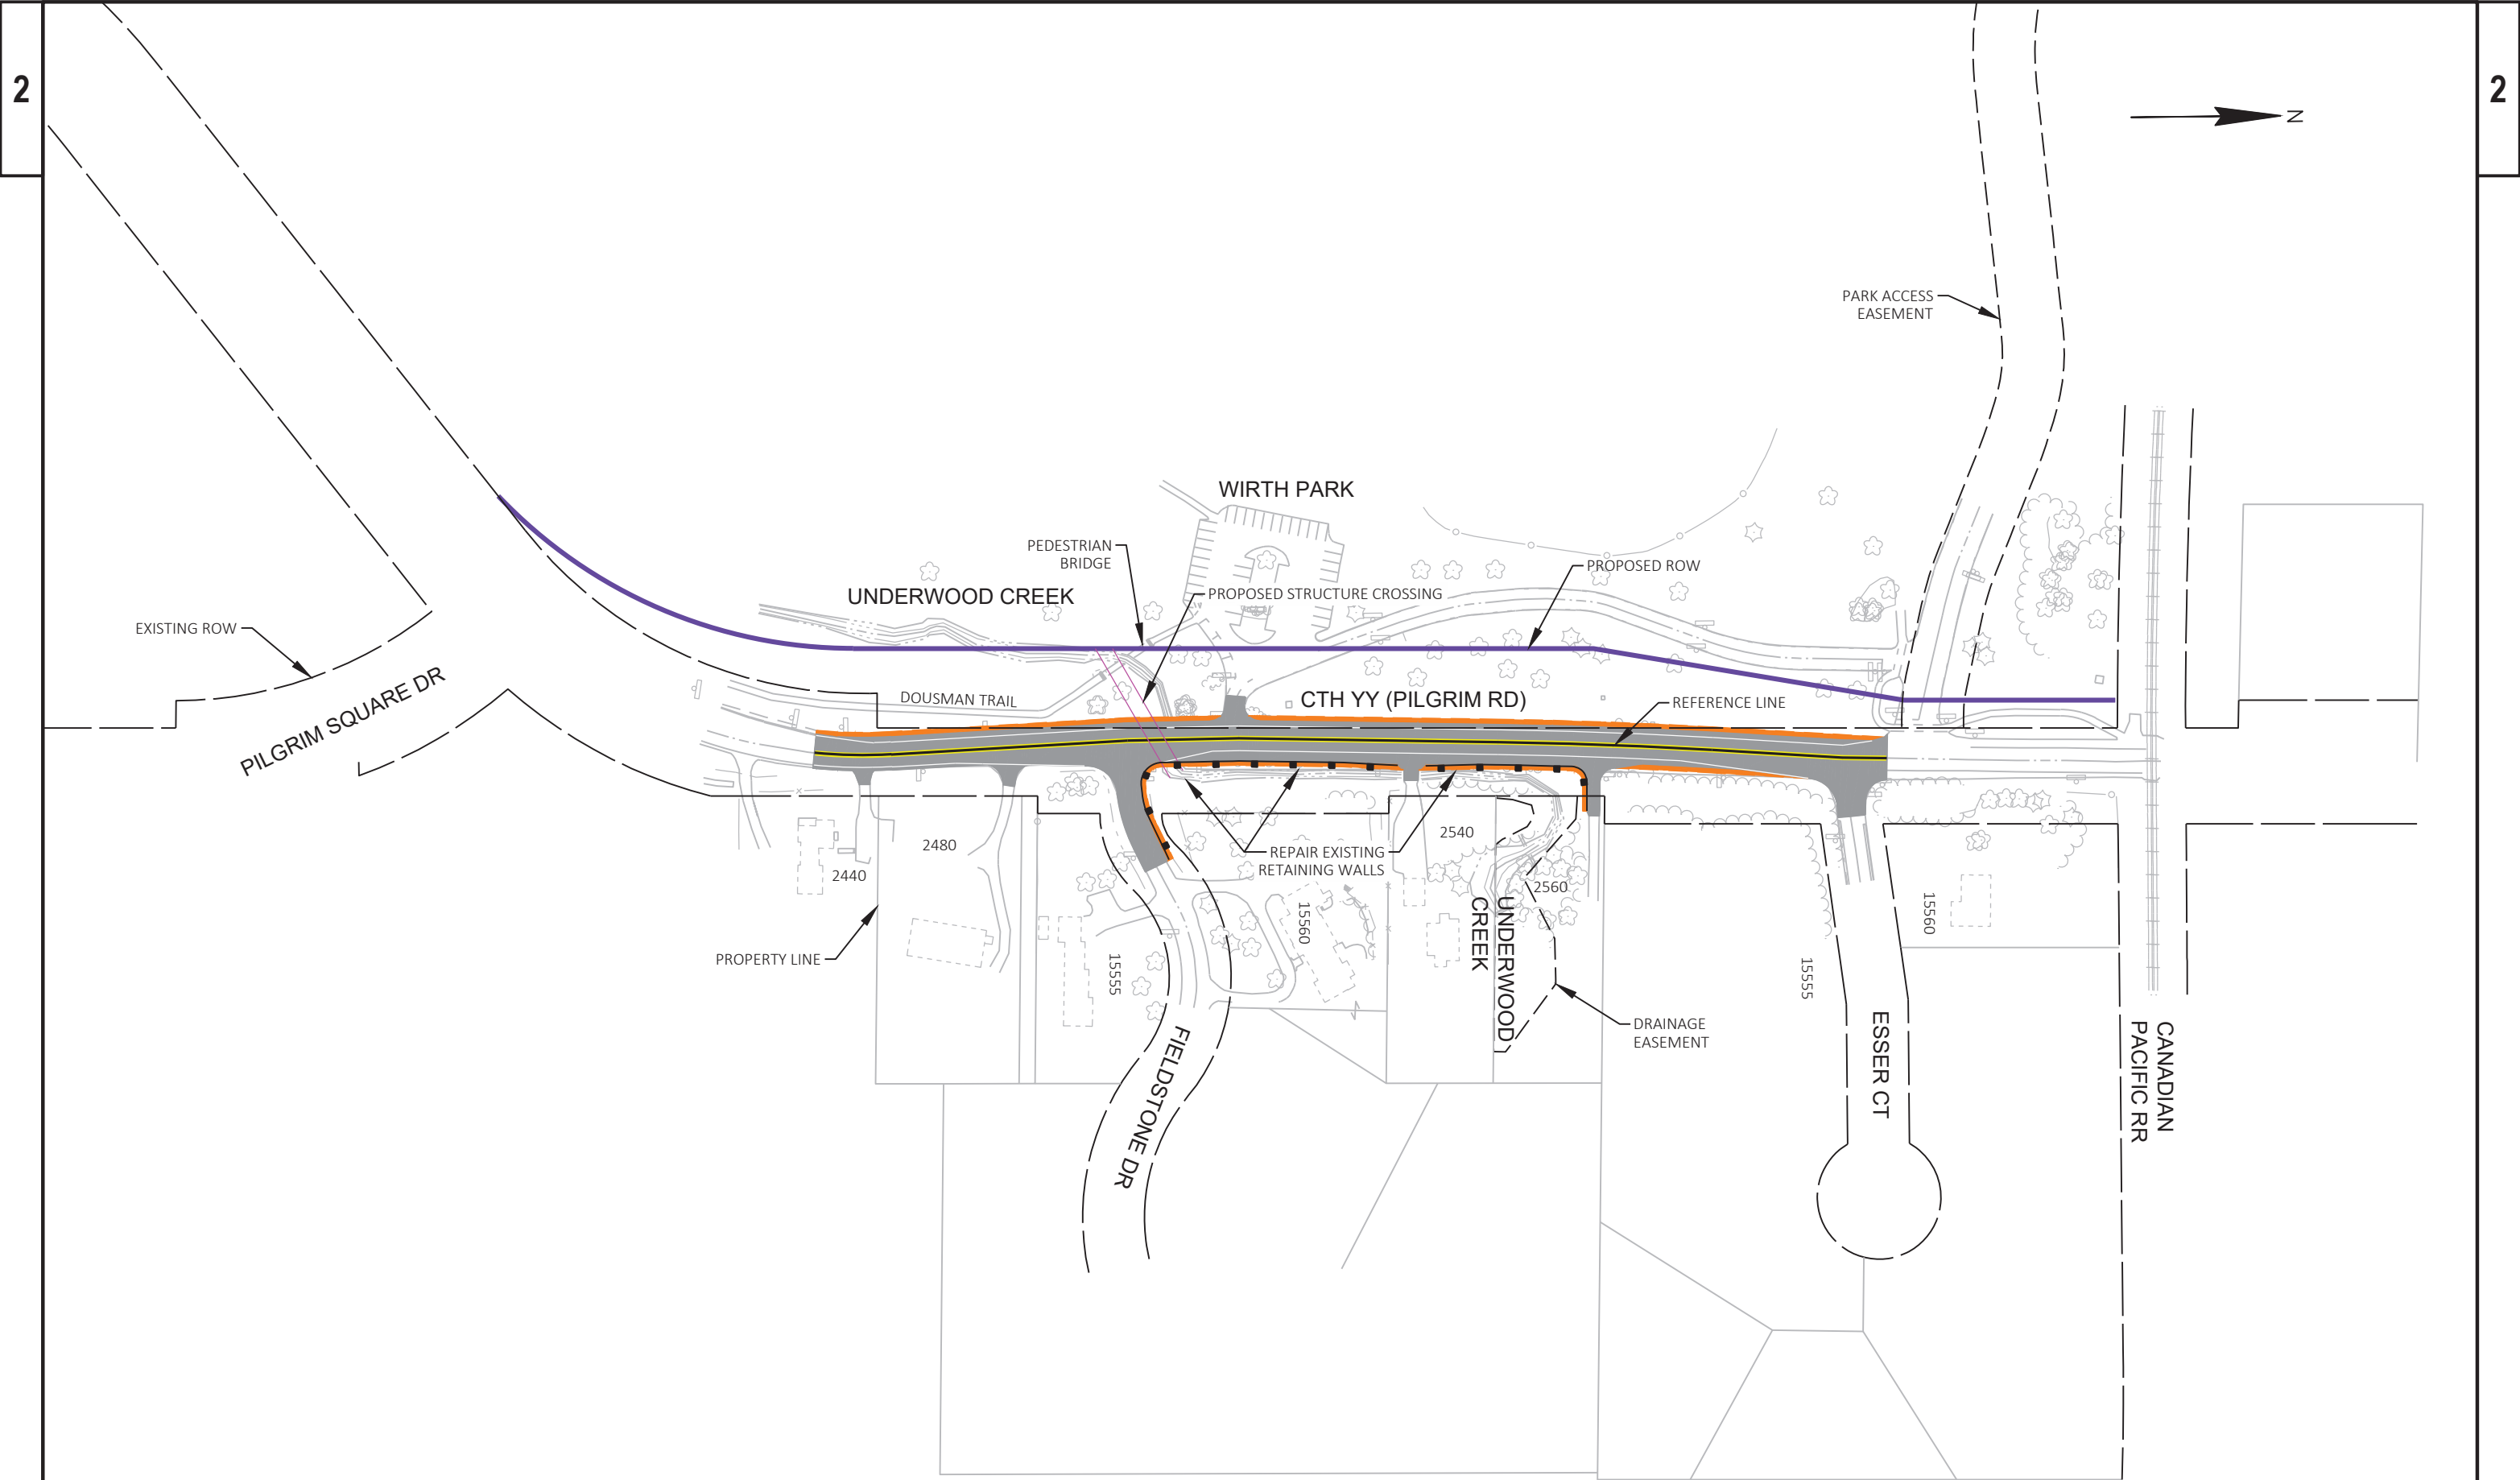 2
2
N
PARK ACCESS
EASEMENT
WIRTH PARK
PEDESTRIAN
BRIDGE
PROPOSED ROW
UNDERWOOD CREEK
PROPOSED STRUCTURE CROSSING
EXISTING ROW
PILGRIM SQUARE DR
DOUSMAN TRAIL
CTH YY (PILGRIM RD)
REFERENCE LINE
2480
2440
2540
REPAIR EXISTING
RETAINING WALLS
2560
PROPERTY LINE
15555
15560
UNDERWOOD
CREEK
15555
15560
DRAINAGE
EASEMENT
FIELDSTONE DR
ESSER CT
CANADIAN
PACIFIC RR